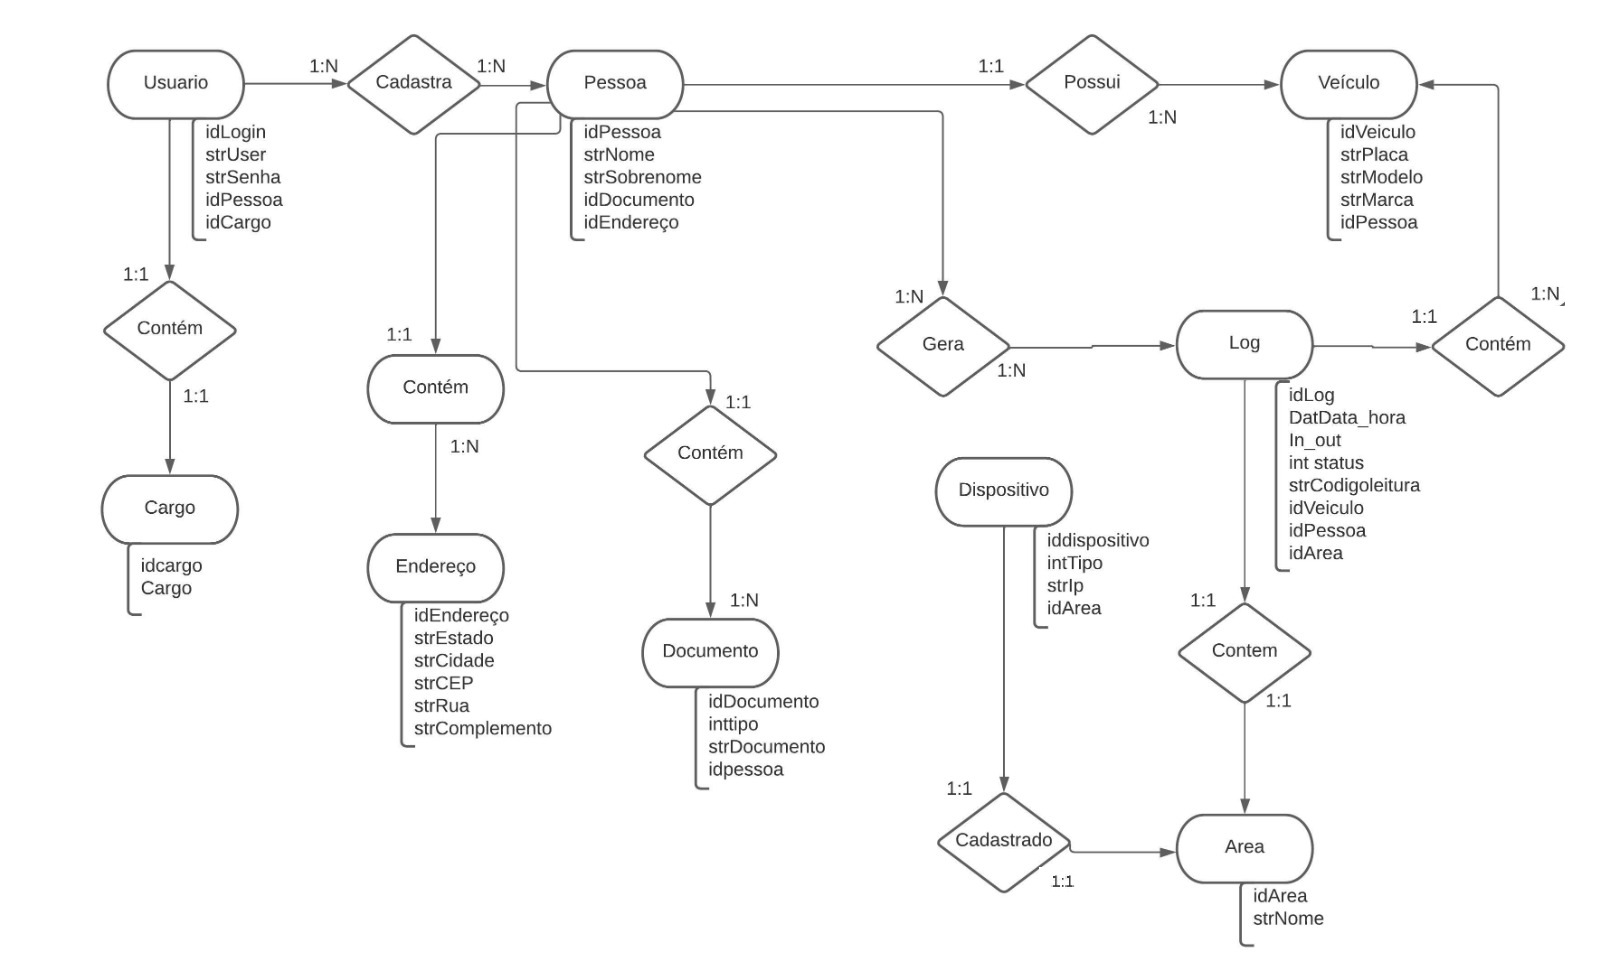 Usuario
1:N
Cadastra
1:N
Pessoa
1:1
Possui
1:N
Veículo
idLogin
strUser
strSenha
idPessoa
idCargo
idPessoa
strNome
strSobrenome
idDocumento
idEndereço
idVeiculo
strPlaca
strModelo
strMarca
idPessoa
1:1
Contém
1:1
Cargo
idcargo
Cargo
1:1
Contém
1:N
Endereço
idEndereço
strEstado
strCidade
strCEP
strRua
strComplemento
1:1
Contém
1:N
Documento
idDocumento
inttipo
strDocumento
idpessoa
1:N
Gera
1:N
Log
1:1
Contém
1:N
idLog
DatData_hora
In_out
int status
strCodigoleitura
idVeiculo
idPessoa
idArea
Dispositivo
iddispositivo
intTipo
strIp
idArea
1:1
Contem
1:1
1:1
Cadastrado
1:1
Area
idArea
strNome